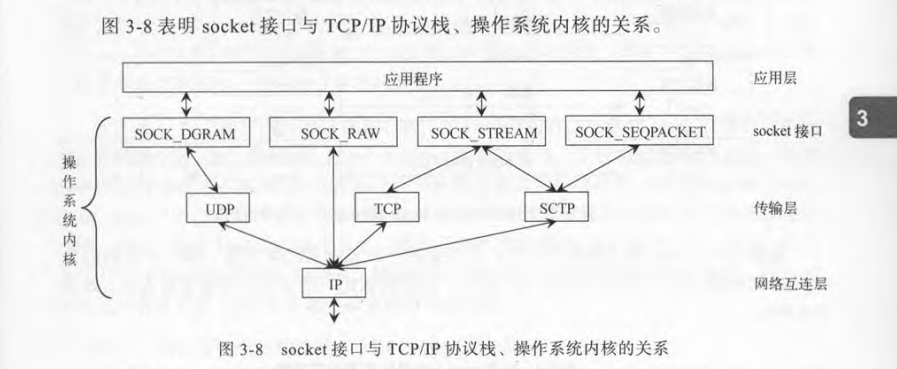 图 3-8 表明 socket 接口与 TCP/IP 协议栈、操作系统内核的关系。
应用程序 应用层
SOCK_DGRAM SOCK_RAW SOCK_STREAM SOCK_SEQPACKET socket 接口
3
操作系统内核
UDP TCP SCTP 传输层
IP 网络互连层
图 3-8 socket 接口与 TCP/IP 协议栈、操作系统内核的关系